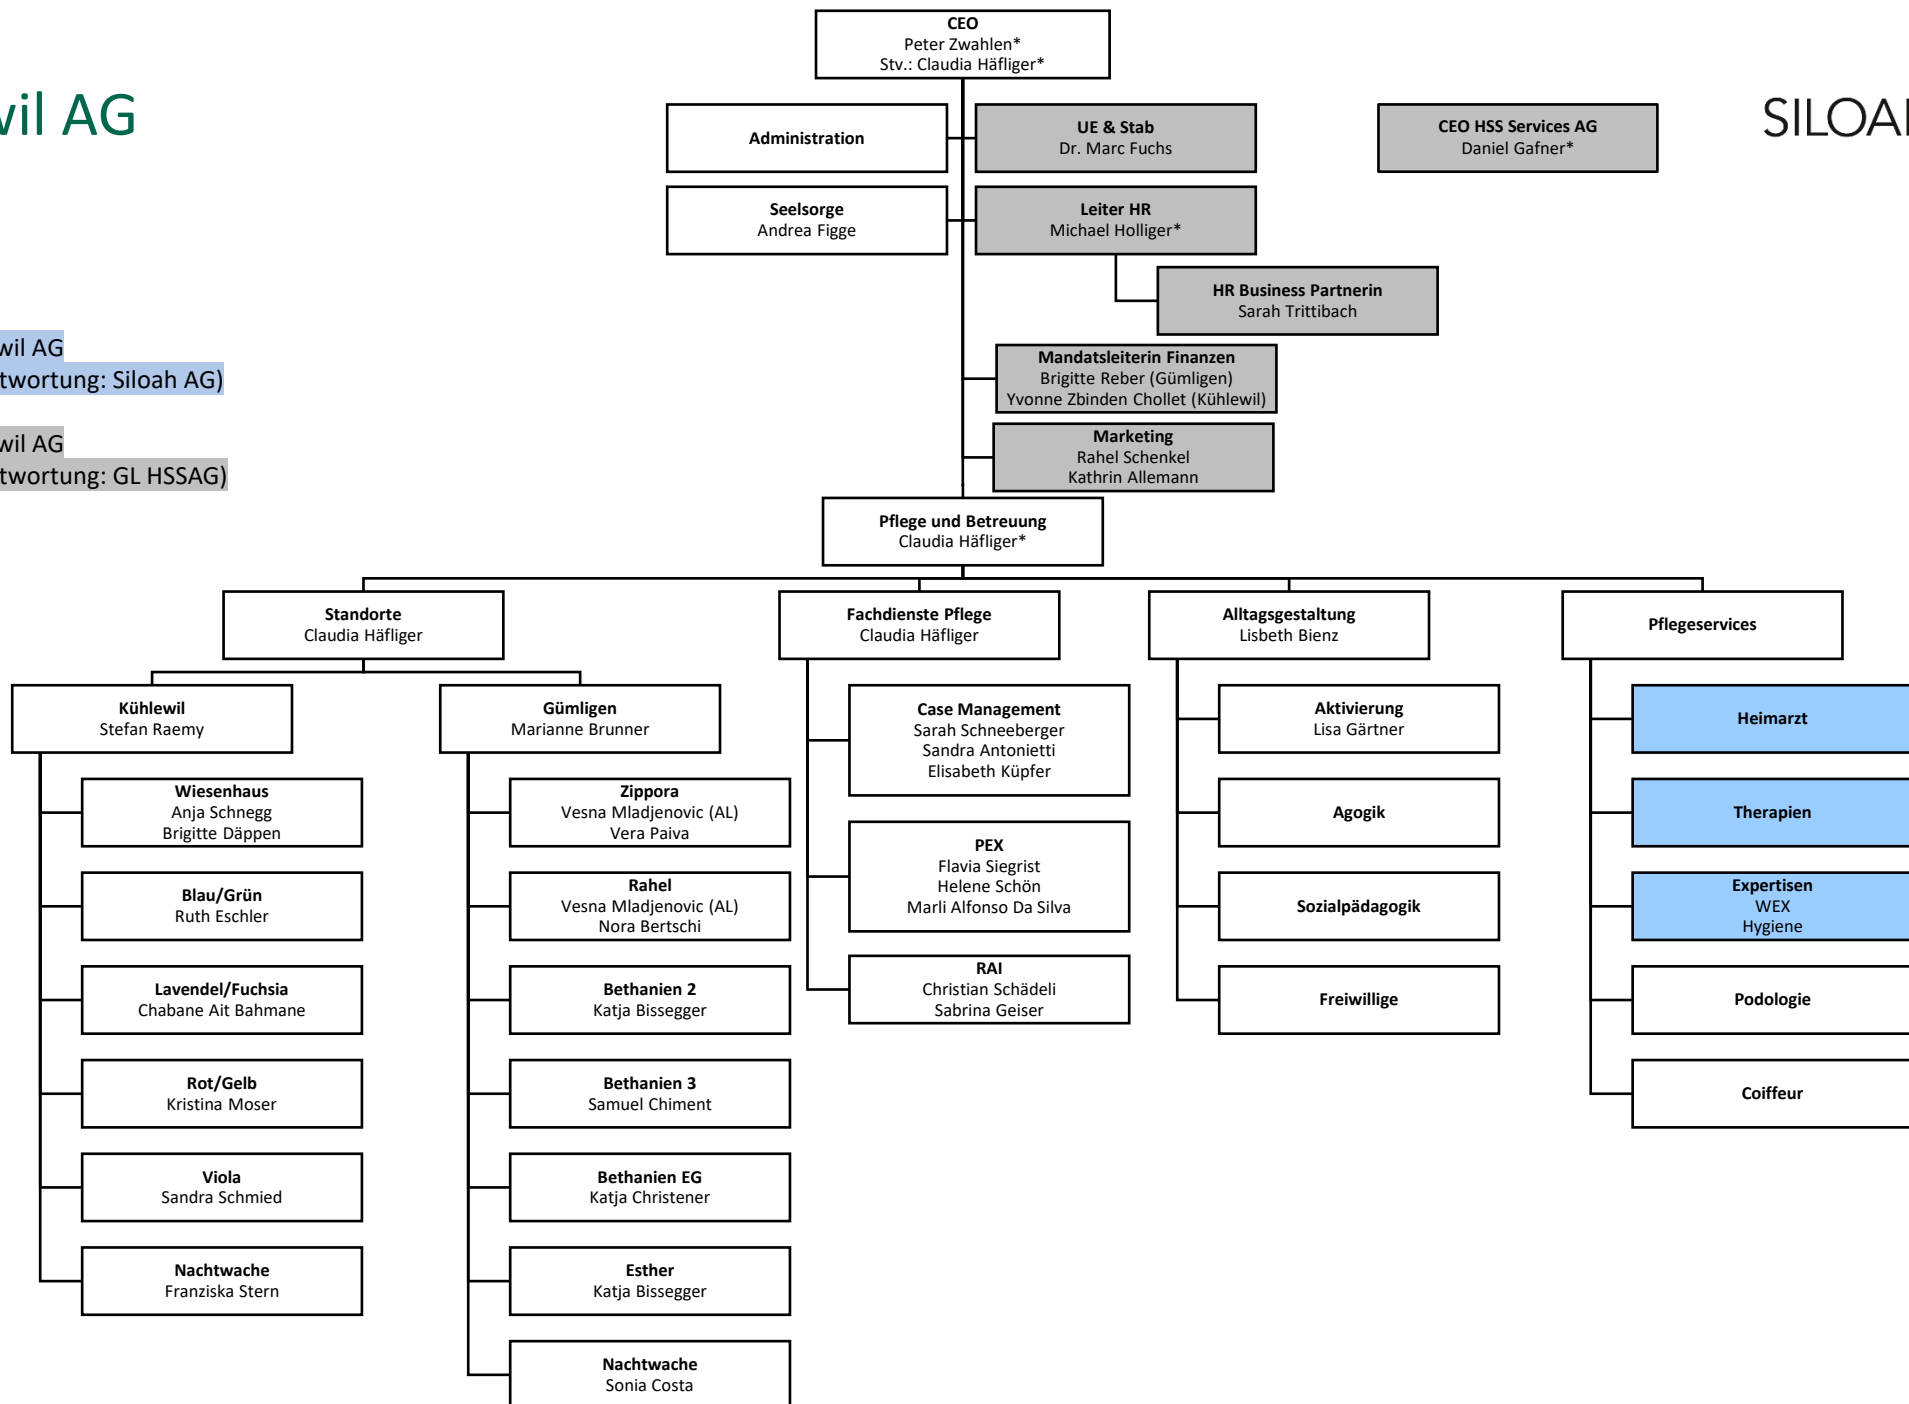 CEO
Peter Zwahlen*
Stv.: Claudia Häfliger*
wil AG
SILOAH
Administration
UE & Stab
Dr. Marc Fuchs
CEO HSS Services AG
Daniel Gafner*
Seelsorge
Andrea Figge
Leiter HR
Michael Holliger*
HR Business Partnerin
Sarah Trittibach
wil AG
twortung: Siloah AG)
wil AG
twortung: GL HSSAG)
Mandatsleiterin Finanzen
Brigitte Reber (Gümligen)
Yvonne Zbinden Chollet (Kühlewil)
Marketing
Rahel Schenkel
Kathrin Allemann
Pflege und Betreuung
Claudia Häfliger*
Standorte
Claudia Häfliger
Fachdienste Pflege
Claudia Häfliger
Alltagsgestaltung
Lisbeth Bienz
Pflegeservices
Kühlewil
Stefan Raemy
Wiesenhaus
Anja Schnegg
Brigitte Däppen
Blau/Grün
Ruth Eschler
Lavendel/Fuchsia
Chabane Ait Bahmane
Rot/Gelb
Kristina Moser
Viola
Sandra Schmied
Nachtwache
Franziska Stern
Gümligen
Marianne Brunner
Zippora
Vesna Mladjenovic (AL)
Vera Paiva
Rahel
Vesna Mladjenovic (AL)
Nora Bertschi
Bethanien 2
Katja Bissegger
Bethanien 3
Samuel Chiment
Bethanien EG
Katja Christener
Esther
Katja Bissegger
Nachtwache
Sonia Costa
Case Management
Sarah Schneeberger
Sandra Antonietti
Elisabeth Küpfer
PEX
Flavia Siegrist
Helene Schön
Marli Alfonso Da Silva
RAI
Christian Schädeli
Sabrina Geiser
Aktivierung
Lisa Gärtner
Agogik
Sozialpädagogik
Freiwillige
Heimarzt
Therapien
Expertisen
WEX
Hygiene
Podologie
Coiffeur